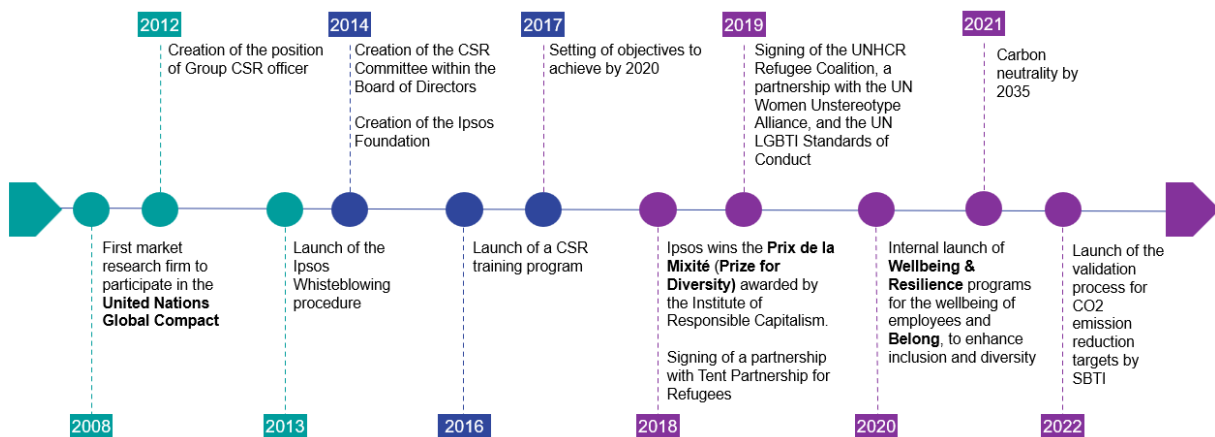 2012
Creation of the position
of Group CSR officer
2014
Creation of the CSR
Committee within the
Board of Directors
Creation of the Ipsos
Foundation
2017
Setting of objectives to
achieve by 2020
2019
Signing of the UNHCR
Refugee Coalition, a
partnership with the UN
Women Unstereotype
Alliance, and the UN
LGBTI Standards of
Conduct
2021
Carbon
neutrality by
2035
First market
research firm to
participate in the
United Nations
Global Compact
2008
Launch of the
Ipsos
Whisteblowing
procedure
2013
Launch of a CSR
training program
2016
Ipsos wins the Prix de la
Mixité (Prize for
Diversity) awarded by
the Institute of
Responsible Capitalism.
Signing of a partnership
with Tent Partnership for
Refugees
2018
Internal launch of
Wellbeing &
Resilience programs
for the wellbeing of
employees and
Belong, to enhance
inclusion and diversity
2020
Launch of the
validation
process for
CO2
emission
reduction
targets by
SBTI
2022